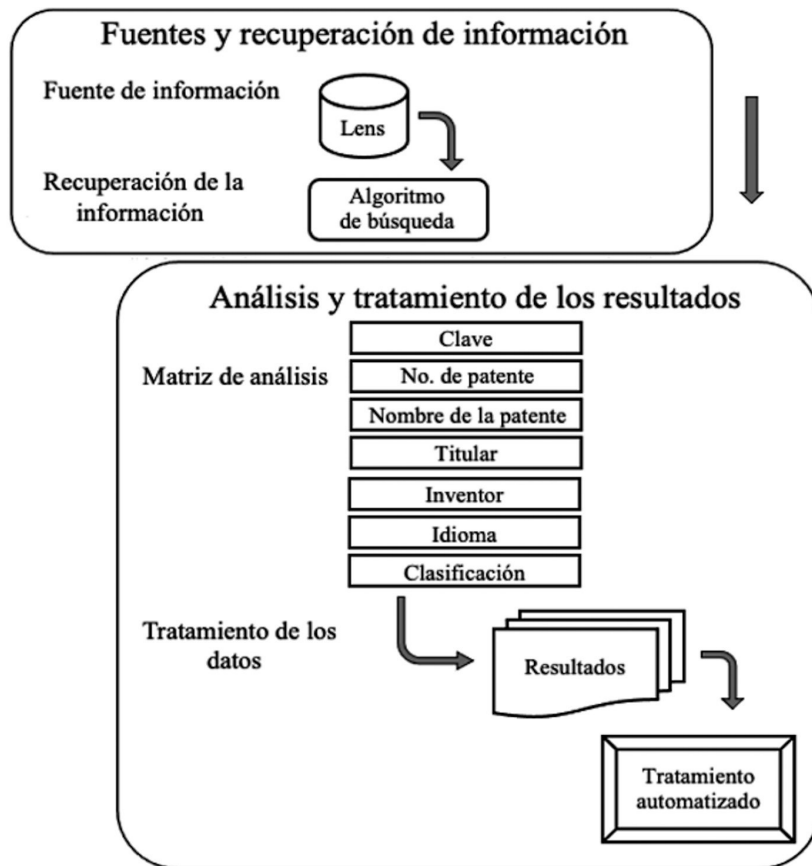 Fuentes y recuperación de información
Fuente de información
Lens
Recuperación de la
información
Algoritmo
de búsqueda
Análisis y tratamiento de los resultados
Matriz de análisis
Clave
No. de patente
Nombre de la patente
Titular
Inventor
Idioma
Clasificación
Tratamiento de los
datos
Resultados
Tratamiento
automatizado